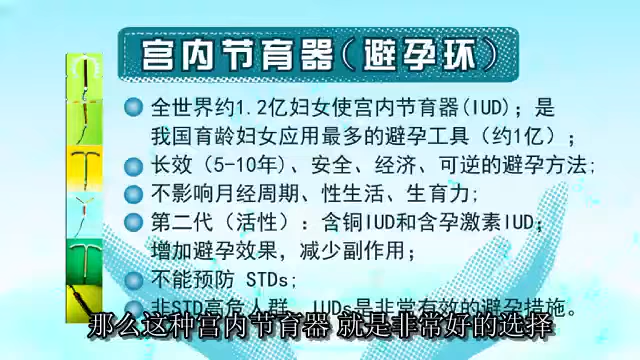 宫内节育器(避孕环)
全世界约1.2亿妇女使宫内节育器(IUD);是
我国育龄妇女应用最多的避孕工具(约1亿);
长效(5-10年)、安全、经济、可逆的避孕方法;
不影响月经周期、性生活、生育力;
第二代(活性):含铜IUD和含孕激素IUD;
增加避孕效果,减少副作用;
不能预防 STDs;
非STD高危人群,IUDs是非常有效的避孕措施。
那么这种宫内节育器 就是非常好的选择